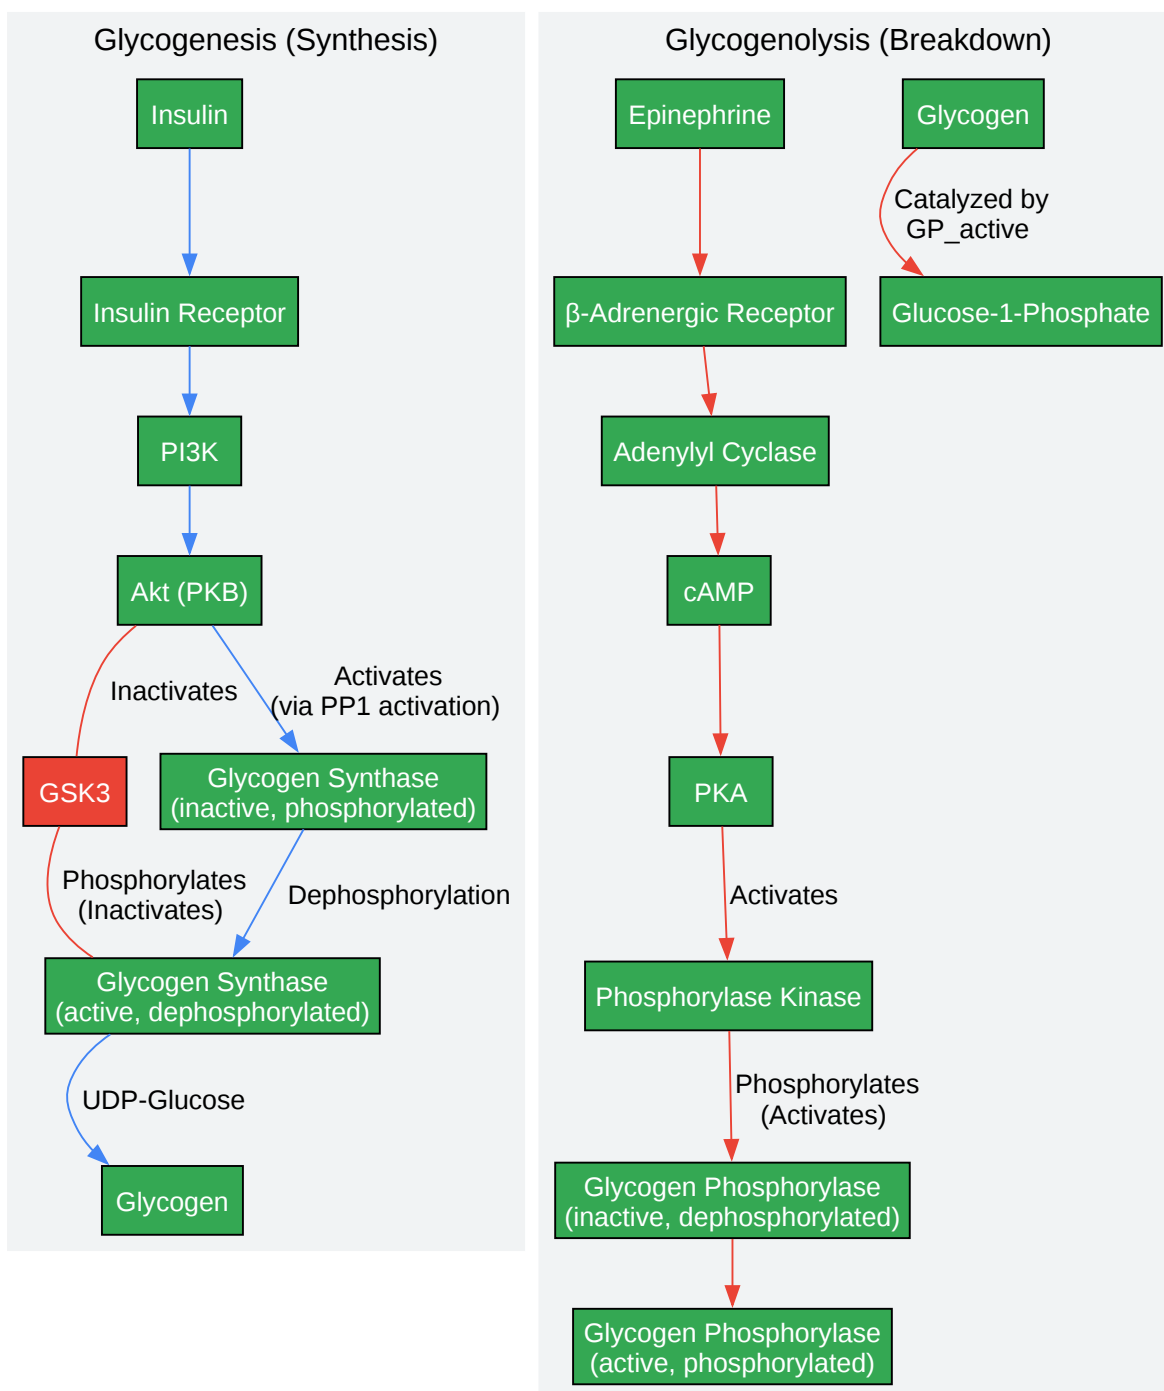 Glycogenesis (Synthesis)
Insulin
Insulin Receptor
PI3K
Akt (PKB)
Inactivates
Activates
(via PP1 activation)
GSK3
Glycogen Synthase
(inactive, phosphorylated)
Phosphorylates
(Inactivates)
Dephosphorylation
Glycogen Synthase
(active, dephosphorylated)
UDP-Glucose
Glycogen
Glycogenolysis (Breakdown)
Epinephrine
Glycogen
Catalyzed by
GP_active
β-Adrenergic Receptor
Glucose-1-Phosphate
Adenylyl Cyclase
cAMP
PKA
Activates
Phosphorylase Kinase
Phosphorylates
(Activates)
Glycogen Phosphorylase
(inactive, dephosphorylated)
Glycogen Phosphorylase
(active, phosphorylated)